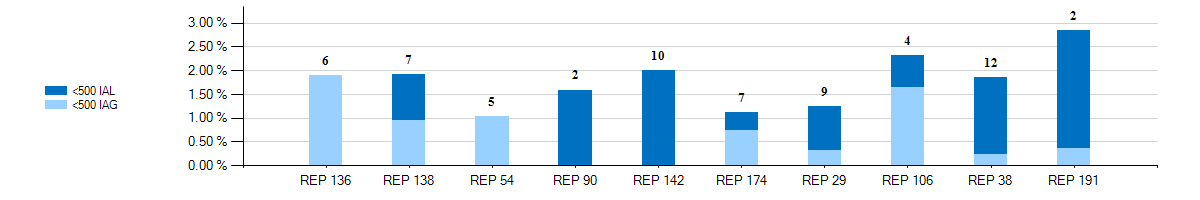 3.00 %
2.50 %
2.00 %
1.50 %
1.00 %
0.50 %
0.00 %
<500 IAL
<500 IAG
6
7
5
2
10
7
9
4
12
2
REP 136
REP 138
REP 54
REP 90
REP 142
REP 174
REP 29
REP 106
REP 38
REP 191